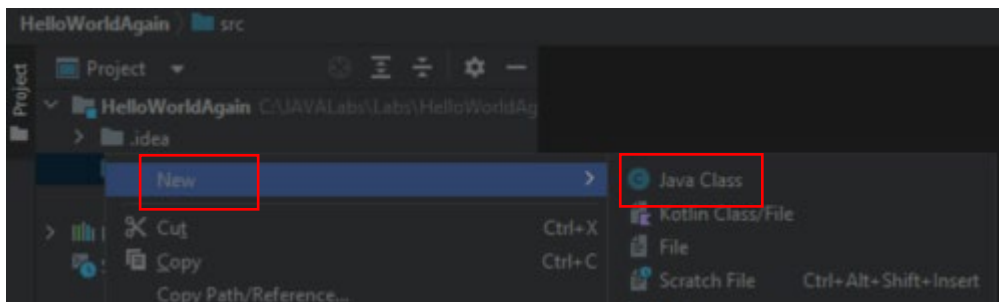 HelloWorldAgain src
Project
Project
HelloWorldAgain C:\JAVALabs\Labs\HelloWorldAg
.idea
New
Java Class
Kotlin Class/File
Cut Ctrl+X
File
Copy Ctrl+C
Scratch File Ctrl+Alt+Shift+Insert
Copy Path/Reference...